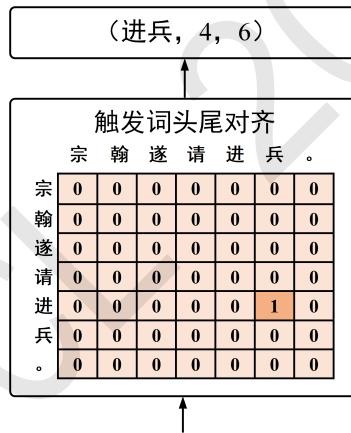 （进兵，4，6）
触发词头尾对齐
宗 翰 遂 请 进 兵 。
宗 0 0 0 0 0 0 0
翰 0 0 0 0 0 0 0
遂 0 0 0 0 0 0 0
请 0 0 0 0 0 0 0
进 0 0 0 0 0 1 0
兵 0 0 0 0 0 0 0
。 0 0 0 0 0 0 0